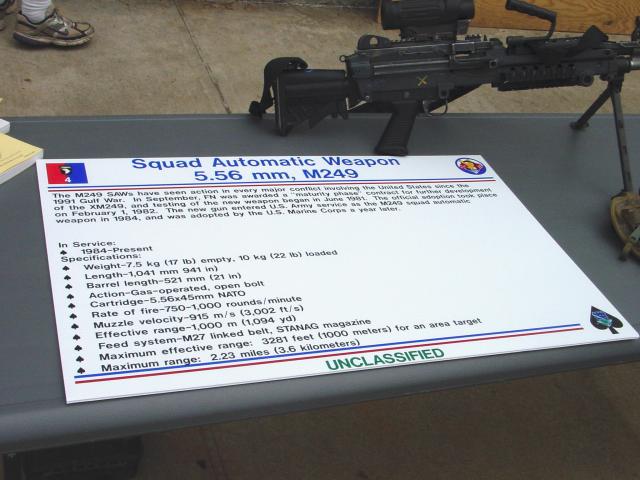 Squad Automatic Weapon
5.56 mm, M249
4
The M249 SAWs have seen action in every major conflict involving the United States since the
1991 Gulf War. In September, FN was awarded a "maturity phase" contract for further development
of the XM249, and testing of the new weapon began in June 1981. The official adoption took place
on February 1, 1982. The new gun entered U.S. Army service as the M249 squad automatic
weapon in 1984, and was adopted by the U.S. Marine Corps a year later.
In Service:
♠ 1984-Present
Specifications:
♠ Weight-7.5 kg (17 lb) empty, 10 kg (22 lb) loaded
♠ Length-1,041 mm 941 in)
♠ Barrel length-521 mm (21 in)
♠ Action-Gas-operated, open bolt
♠ Cartridge-5.56x45mm NATO
♠ Rate of fire-750-1,000 rounds/minute
♠ Muzzle velocity-915 m/s (3,002 ft/s)
♠ Effective range-1,000 m (1,094 yd)
♠ Feed system-M27 linked belt, STANAG magazine
♠ Maximum effective range: 3281 feet (1000 meters) for an area target
♠ Maximum range: 2.23 miles (3.6 kilometers)
UNCLASSIFIED